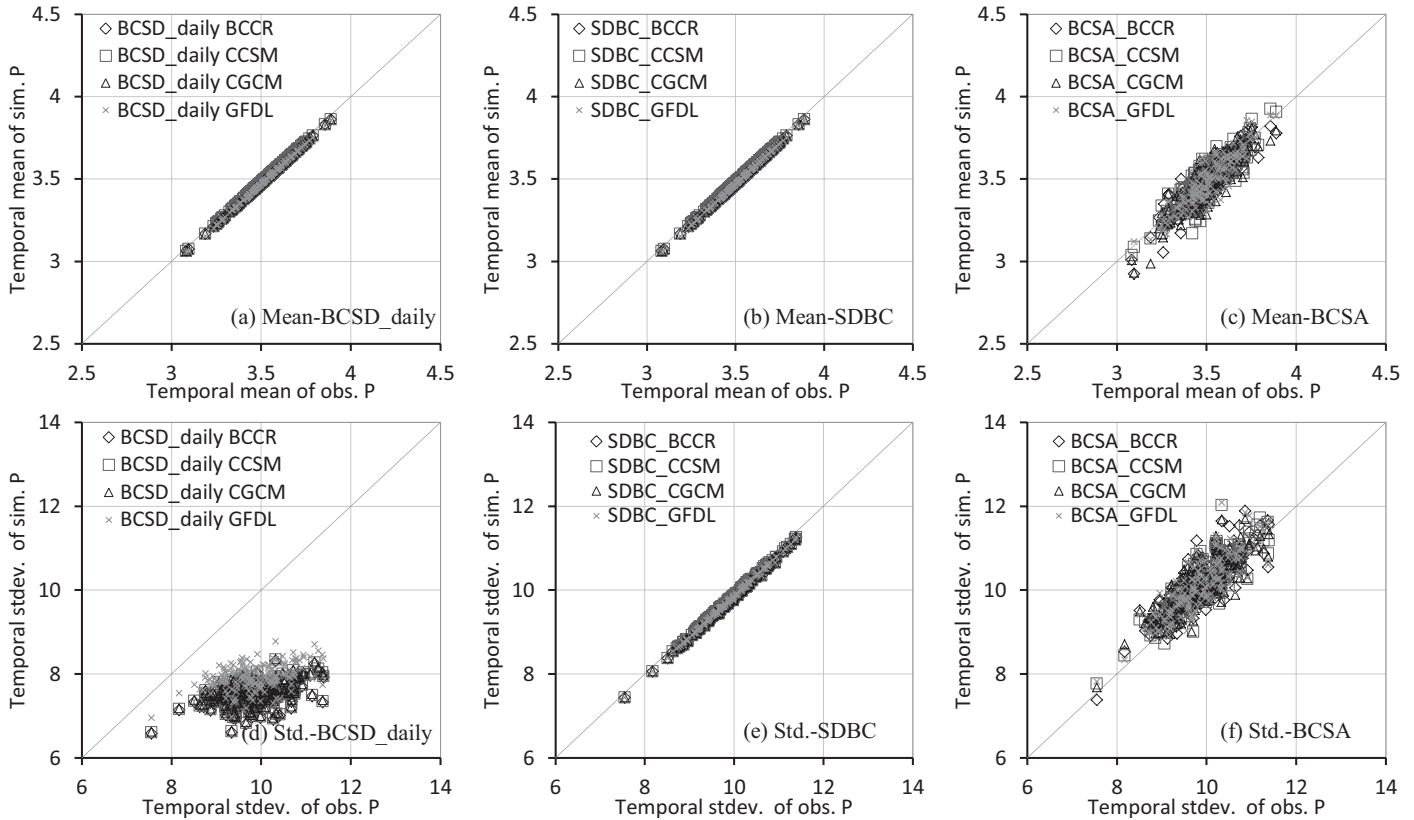 4.5
4
3.5
3
2.5
Temporal mean of sim. P
BCSD_daily BCCR
BCSD_daily CCSM
BCSD_daily CGCM
BCSD_daily GFDL
(a) Mean-BCSD_daily
2.5 3 3.5 4 4.5
Temporal mean of obs. P
4.5
4
3.5
3
2.5
Temporal mean of sim. P
SDBC_BCCR
SDBC_CCSM
SDBC_CGCM
SDBC_GFDL
(b) Mean-SDBC
2.5 3 3.5 4 4.5
Temporal mean of obs. P
4.5
4
3.5
3
2.5
Temporal mean of sim. P
BCSA_BCCR
BCSA_CCSM
BCSA_CGCM
BCSA_GFDL
(c) Mean-BCSA
2.5 3 3.5 4 4.5
Temporal mean of obs. P
14
12
10
8
6
Temporal stdev. of sim. P
BCSD_daily BCCR
BCSD_daily CCSM
BCSD_daily CGCM
BCSD_daily GFDL
(d) Std.-BCSD_daily
6 8 10 12 14
Temporal stdev. of obs. P
14
12
10
8
6
Temporal stdev. of sim. P
SDBC_BCCR
SDBC_CCSM
SDBC_CGCM
SDBC_GFDL
(e) Std.-SDBC
6 8 10 12 14
Temporal stdev. of obs. P
14
12
10
8
6
Temporal stdev. of sim. P
BCSA_BCCR
BCSA_CCSM
BCSA_CGCM
BCSA_GFDL
(f) Std.-BCSA
6 8 10 12 14
Temporal stdev. of obs. P